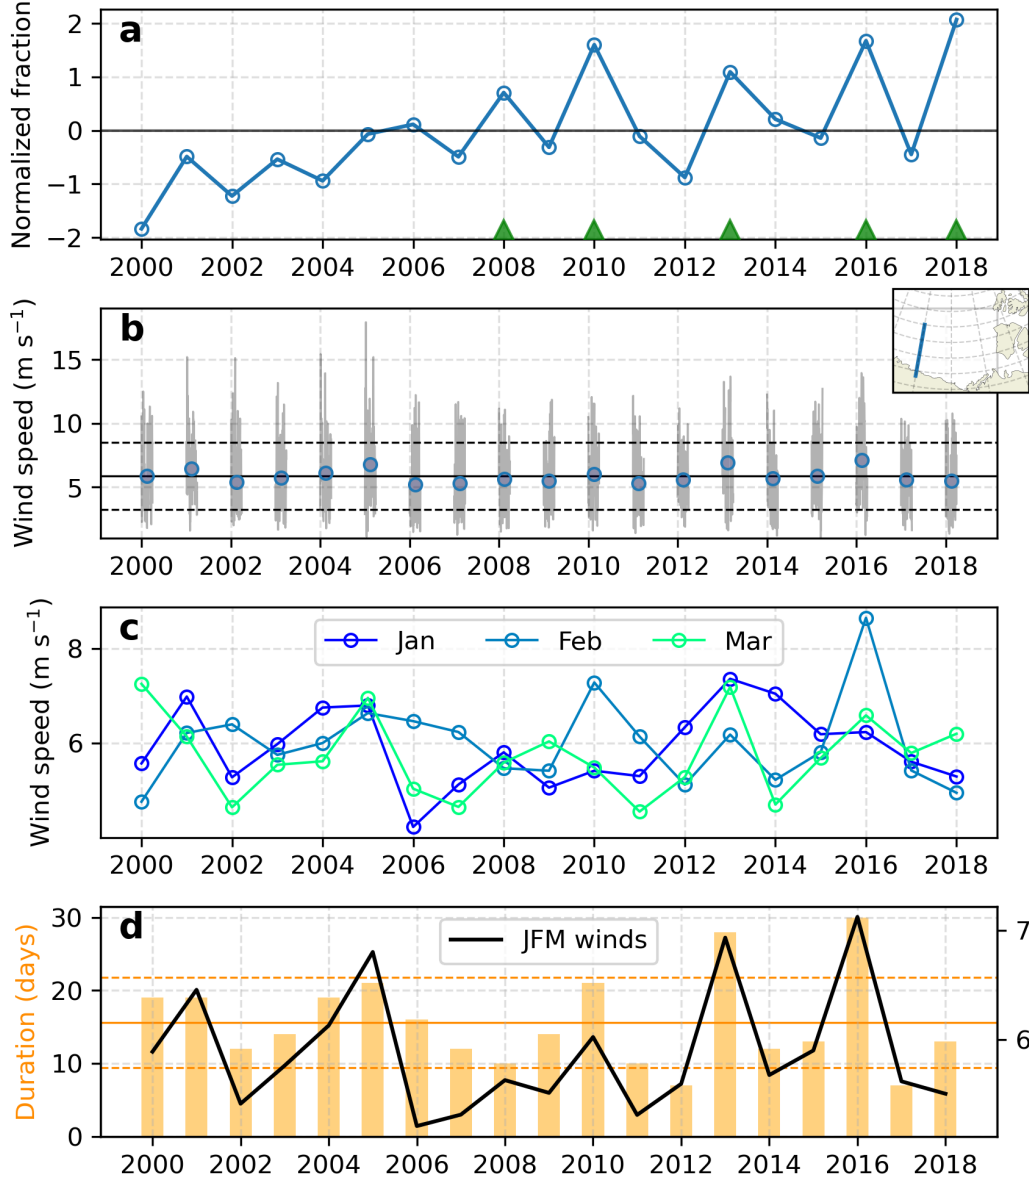 a
Normalized fraction
2
1
0
−1
−2
2000 2002 2004 2006 2008 2010 2012 2014 2016 2018
b
Wind speed (m s⁻¹)
15
10
5
2000 2002 2004 2006 2008 2010 2012 2014 2016 2018
c
Jan Feb Mar
Wind speed (m s⁻¹)
8
6
2000 2002 2004 2006 2008 2010 2012 2014 2016 2018
d
JFM winds
Duration (days)
30
20
10
0
7
6
2000 2002 2004 2006 2008 2010 2012 2014 2016 2018